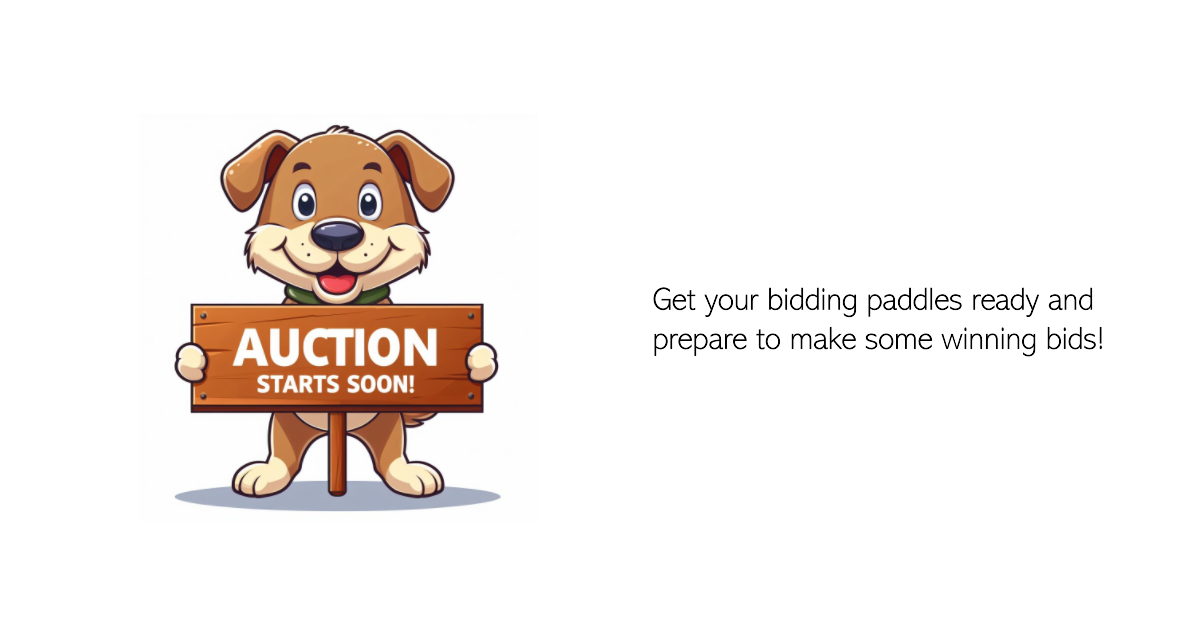 AUCTION
STARTS SOON!
Get your bidding paddles ready and
prepare to make some winning bids!